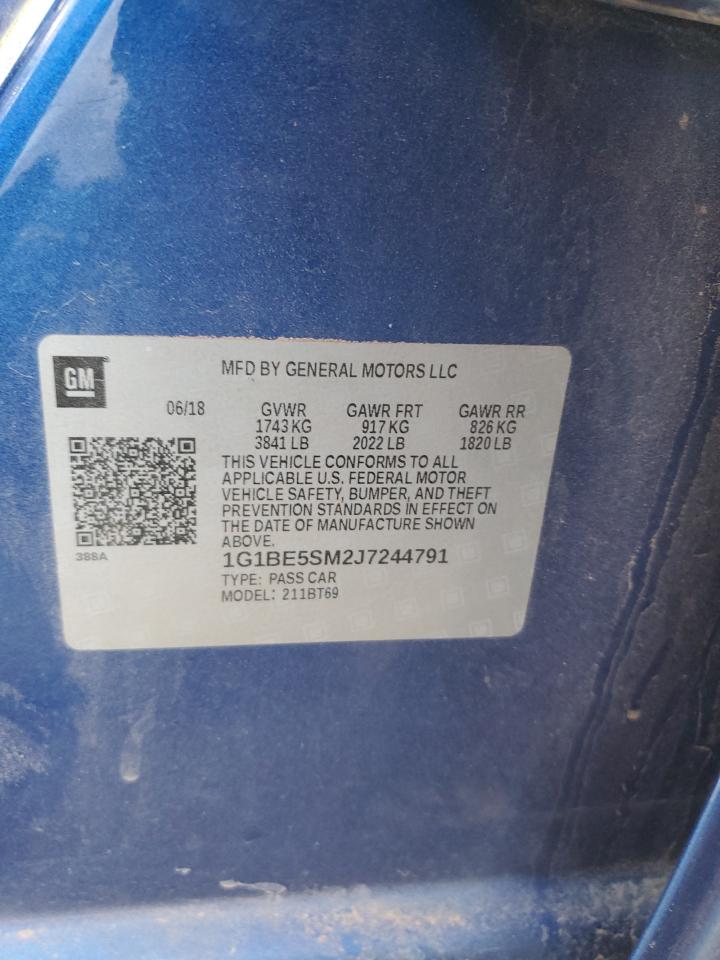 GM
MFD BY GENERAL MOTORS LLC
06/18 GVWR GAWR FRT GAWR RR
1743 KG 917 KG 826 KG
3841 LB 2022 LB 1820 LB
THIS VEHICLE CONFORMS TO ALL
APPLICABLE U.S. FEDERAL MOTOR
VEHICLE SAFETY, BUMPER, AND THEFT
PREVENTION STANDARDS IN EFFECT ON
THE DATE OF MANUFACTURE SHOWN
ABOVE.
388A
1G1BE5SM2J7244791
TYPE: PASS CAR
MODEL: 211BT69